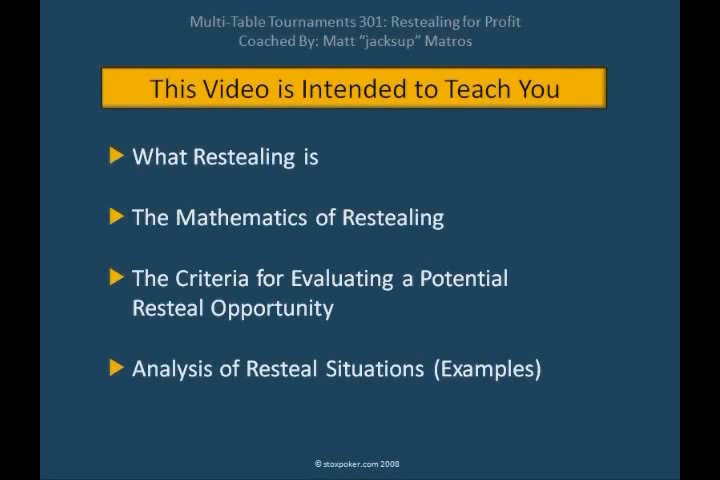 Multi-Table Tournaments 301: Restealing for Profit
Coached By: Matt “jacksup” Matros
This Video is Intended to Teach You
What Restealing is
The Mathematics of Restealing
The Criteria for Evaluating a Potential
Resteal Opportunity
Analysis of Resteal Situations (Examples)
© stoxpoker.com 2008